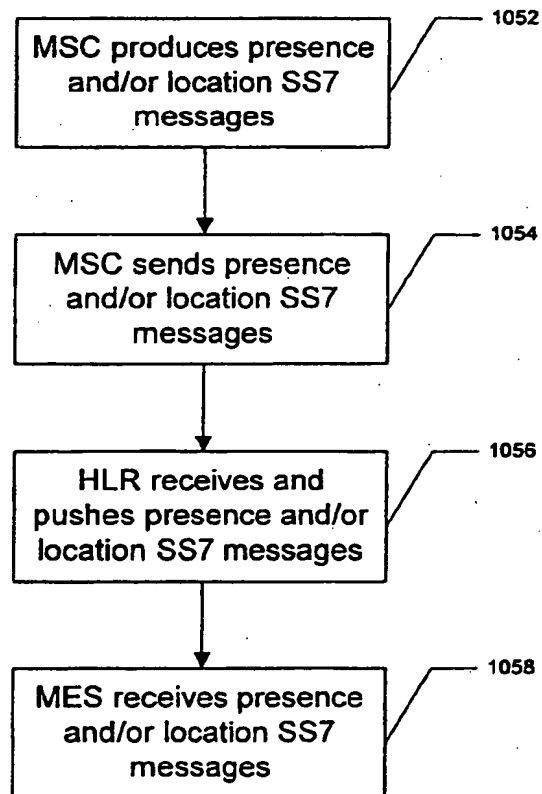 1052
MSC produces presence
and/or location SS7
messages
1054
MSC sends presence
and/or location SS7
messages
1056
HLR receives and
pushes presence and/or
location SS7 messages
1058
MES receives presence
and/or location SS7
messages